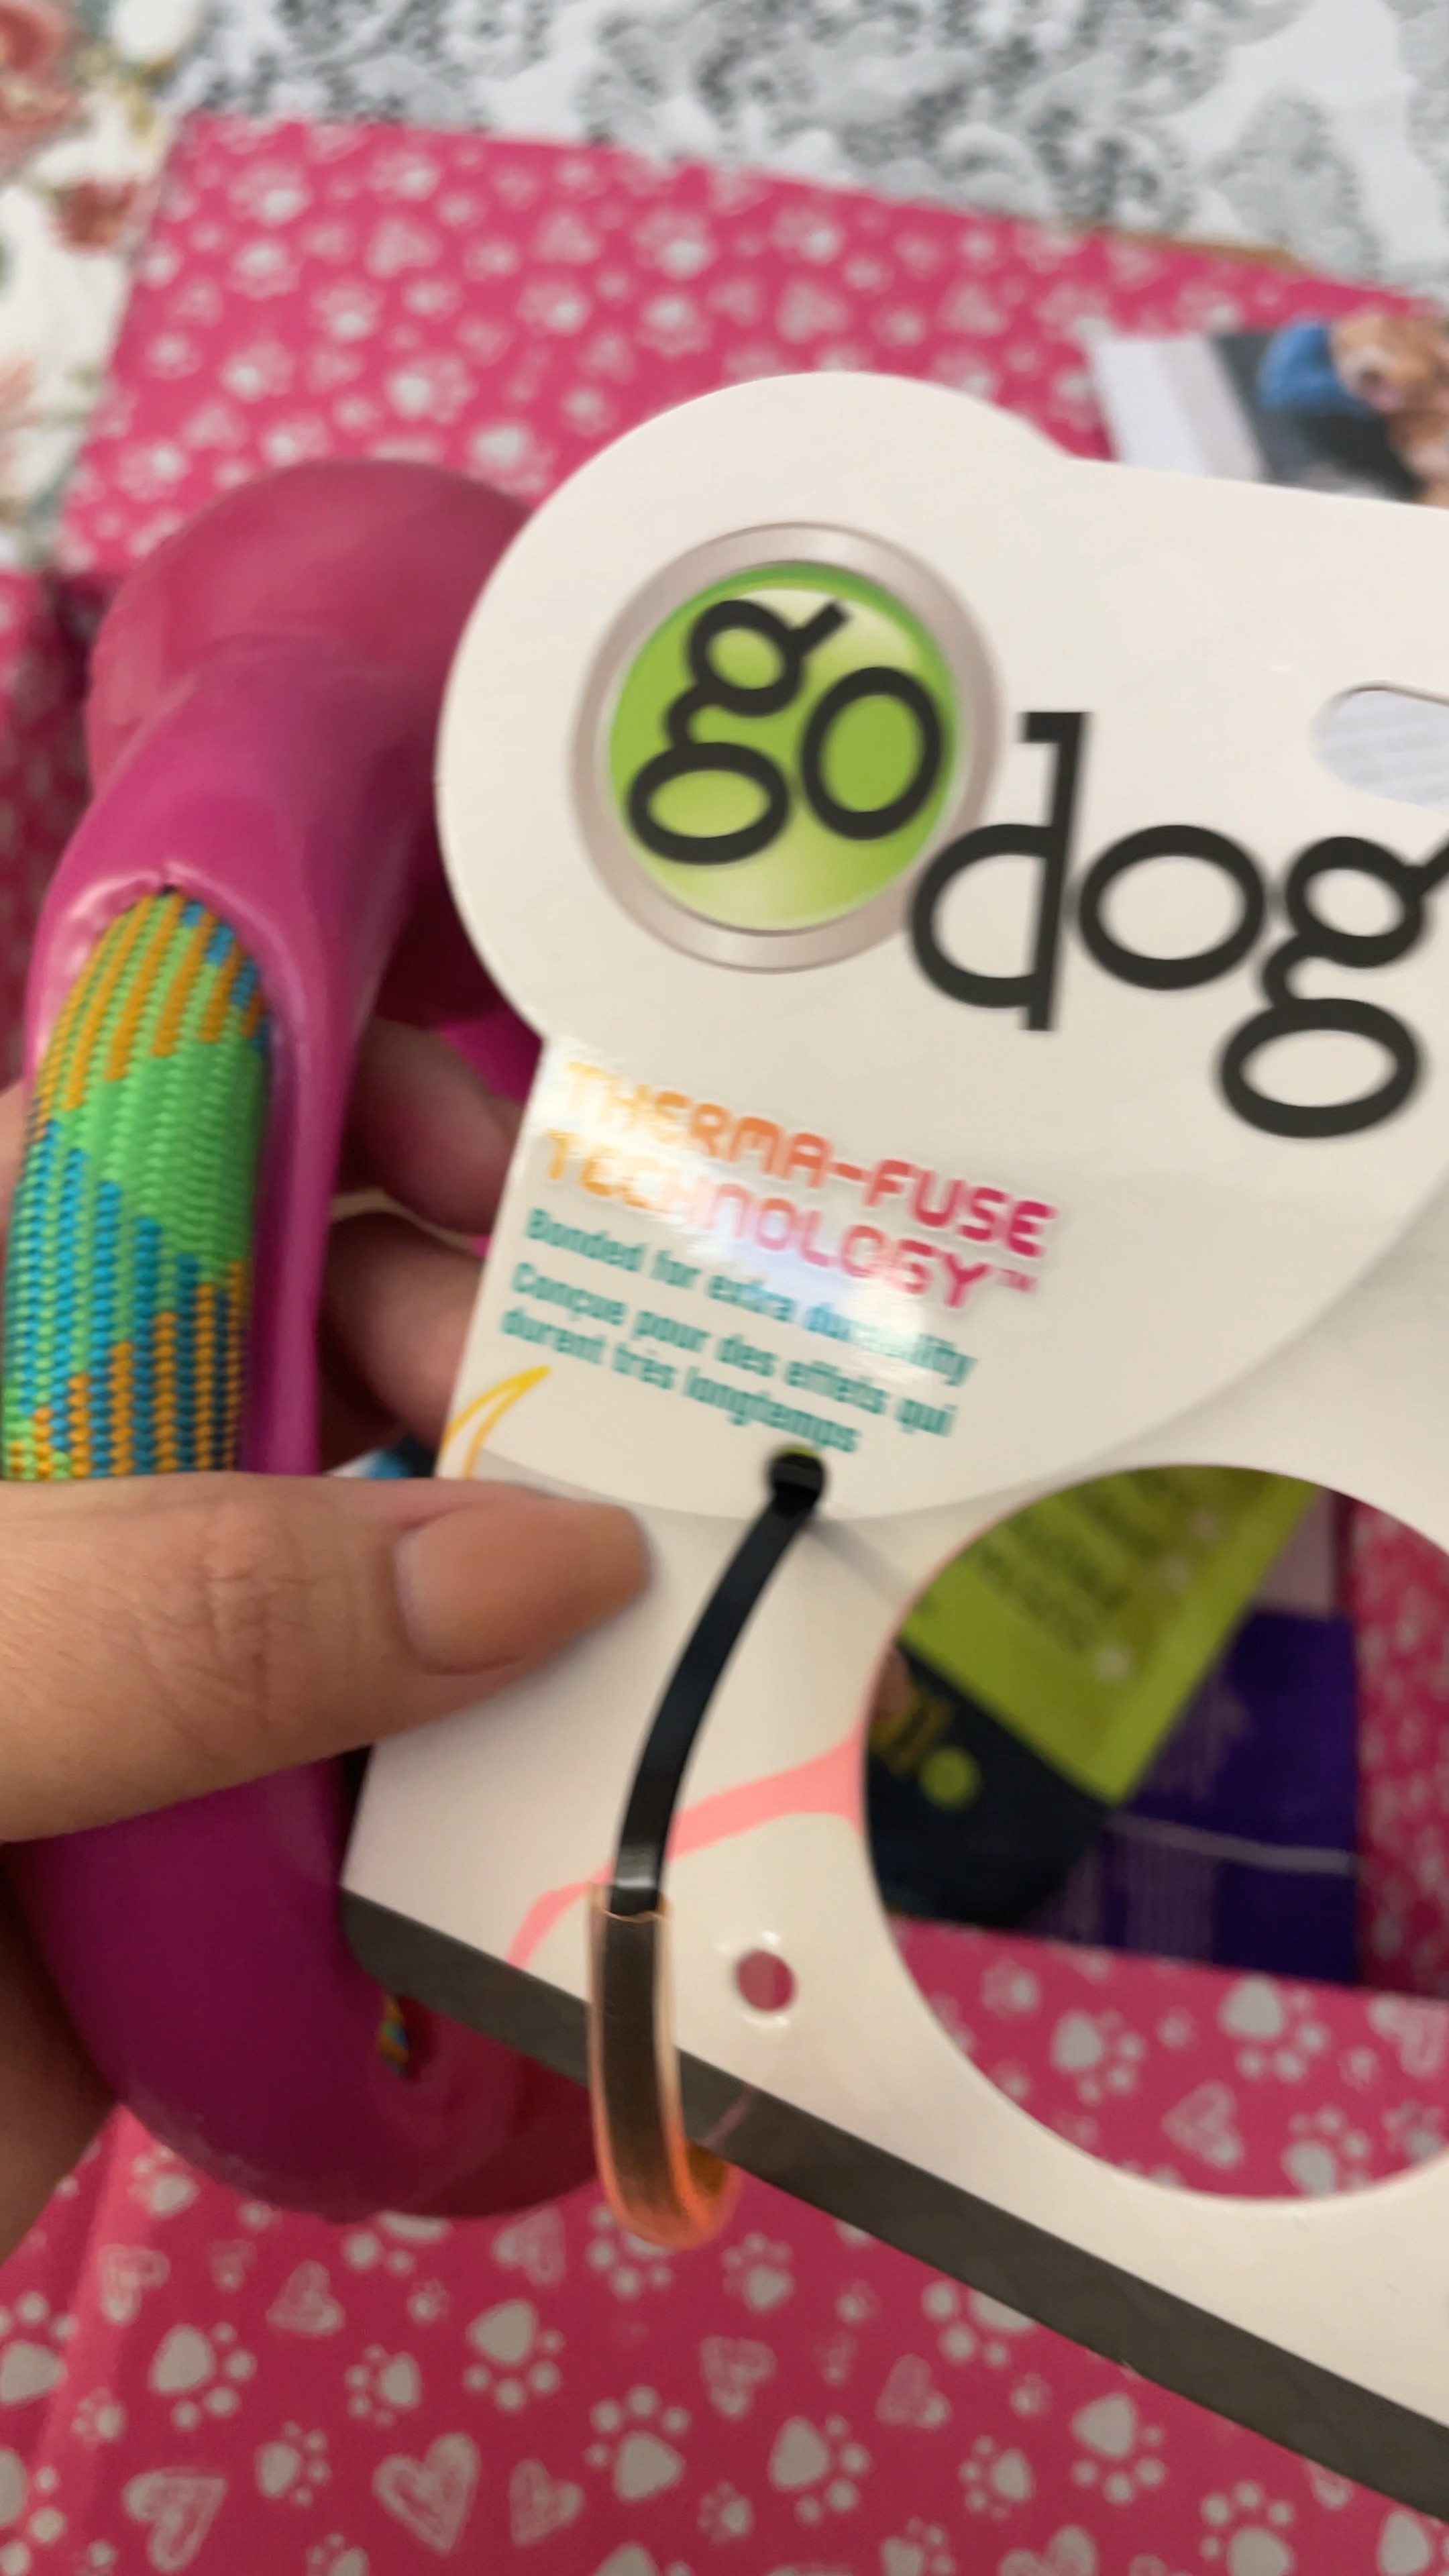 go
dog
THERMA-FUSE
TECHNOLOGY™
Bonded for extra durability
Conçue pour des effets qui
durent très longtemps